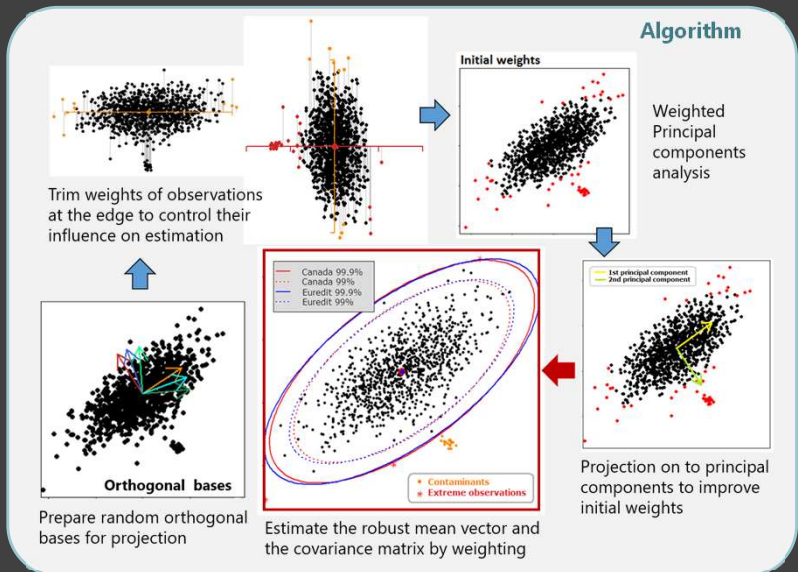 Algorithm
Trim weights of observations
at the edge to control their
influence on estimation
Initial weights
Weighted
Principal
components
analysis
1st principal component
2nd principal component
Projection on to principal
components to improve
initial weights
Canada 99.9%
Canada 99%
Euredit 99.9%
Euredit 99%
Contaminants
Extreme observations
Estimate the robust mean vector and
the covariance matrix by weighting
Orthogonal bases
Prepare random orthogonal
bases for projection